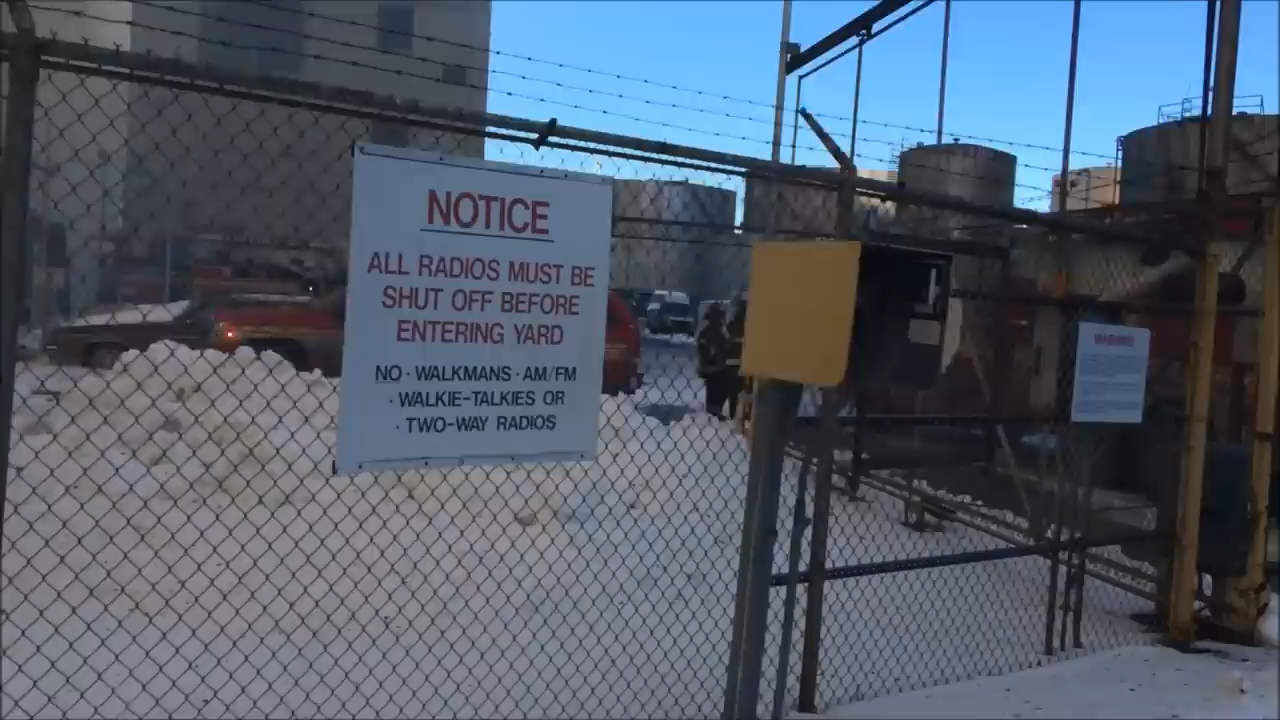 NOTICE
ALL RADIOS MUST BE
SHUT OFF BEFORE
ENTERING YARD
NO · WALKMANS · AM/FM
· WALKIE-TALKIES OR
· TWO-WAY RADIOS
WARNING